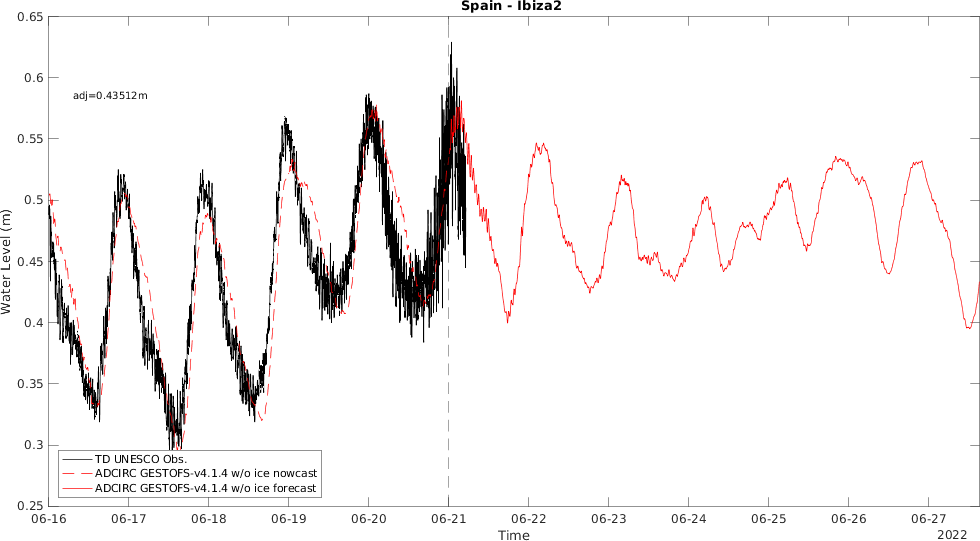 Spain - Ibiza2
0.65
0.6
adj=0.43512m
0.55
0.5
0.45
0.4
0.35
0.3
0.25
Water Level (m)
TD UNESCO Obs.
ADCIRC GESTOFS-v4.1.4 w/o ice nowcast
ADCIRC GESTOFS-v4.1.4 w/o ice forecast
06-16 06-17 06-18 06-19 06-20 06-21 06-22 06-23 06-24 06-25 06-26 06-27
Time
2022